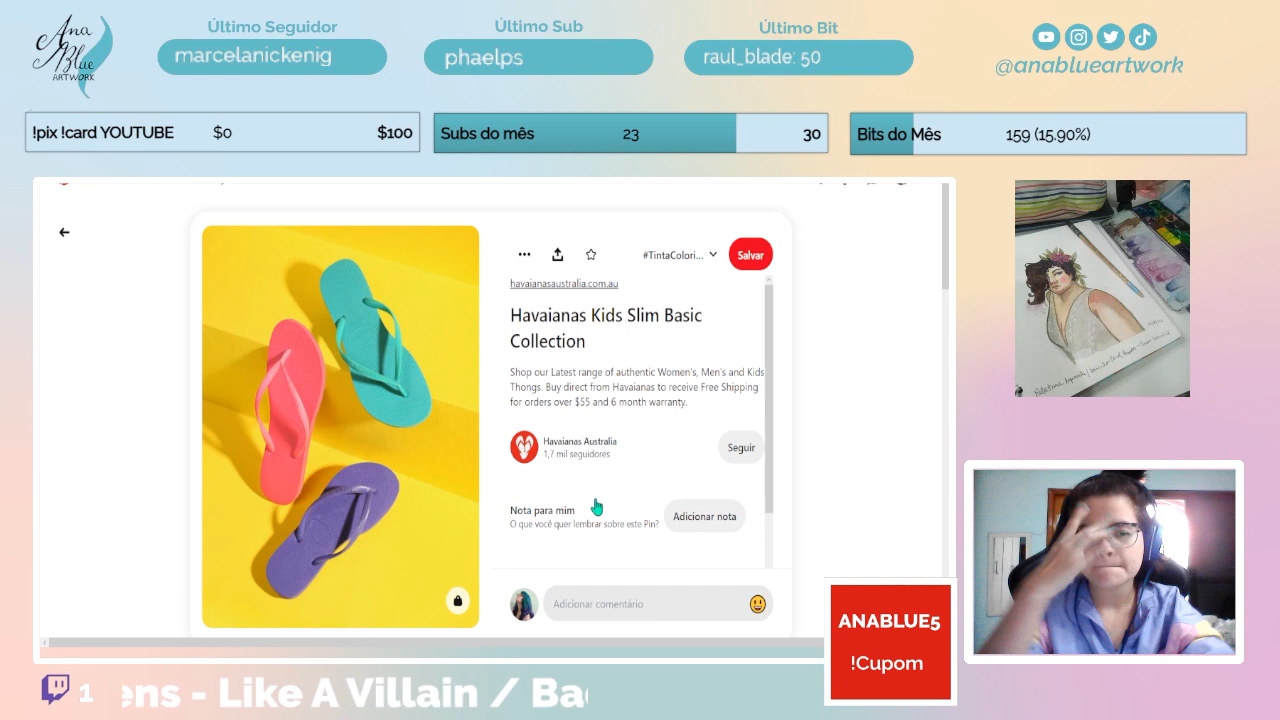 Ana
Blue
ARTWORK
Último Seguidor
marcelanickenig
Último Sub
phaelps
Último Bit
raul_blade: 50
@anablueartwork
!pix !card YOUTUBE $0 $100
Subs do mês 23 30
Bits do Mês 159 (15.90%)
#TintaColori...
Salvar
havaianasaustralia.com.au
Havaianas Kids Slim Basic
Collection
Shop our Latest range of authentic Women's, Men's and Kids
Thongs. Buy direct from Havaianas to receive Free Shipping
for orders over $55 and 6 month warranty.
Havaianas Australia
1,7 mil seguidores
Seguir
Nota para mim
O que você quer lembrar sobre este Pin?
Adicionar nota
Adicionar comentário
ANABLUE5
!Cupom
1
ens - Like A Villain / Ba